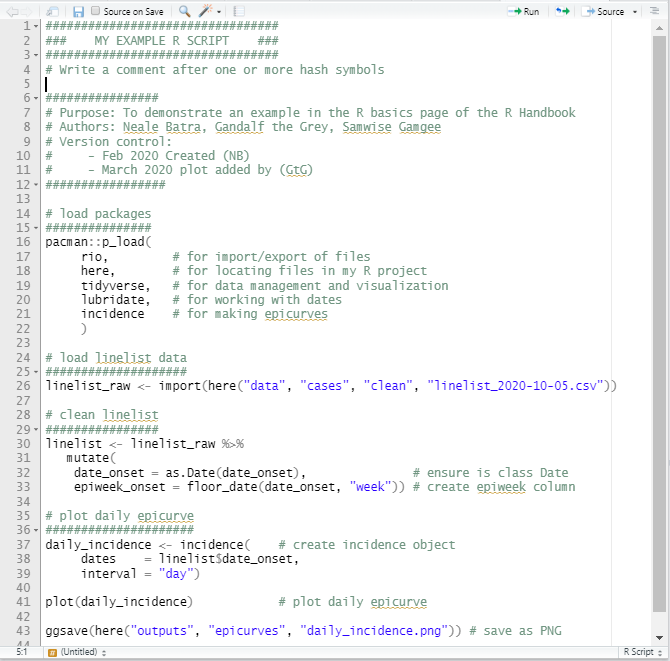 Source on Save Run Source
1 ################################
2 ###    MY EXAMPLE R SCRIPT    ###
3 ################################
4 # Write a comment after one or more hash symbols
5
6 ################
7 # Purpose: To demonstrate an example in the R basics page of the R Handbook
8 # Authors: Neale Batra, Gandalf the Grey, Samwise Gamgee
9 # Version control:
10 #     - Feb 2020 Created (NB)
11 #     - March 2020 plot added by (GtG)
12 #################
13
14 # load packages
15 ###############
16 pacman::p_load(
17      rio,         # for import/export of files
18      here,        # for locating files in my R project
19      tidyverse,   # for data management and visualization
20      lubridate,   # for working with dates
21      incidence    # for making epicurves
22      )
23
24 # load linelist data
25 ####################
26 linelist_raw <- import(here("data", "cases", "clean", "linelist_2020-10-05.csv"))
27
28 # clean linelist
29 ################
30 linelist <- linelist_raw %>%
31    mutate(
32     date_onset = as.Date(date_onset),               # ensure is class Date
33     epiweek_onset = floor_date(date_onset, "week")) # create epiweek column
34
35 # plot daily epicurve
36 #####################
37 daily_incidence <- incidence(    # create incidence object
38      dates    = linelist$date_onset,
39      interval = "day")
40
41 plot(daily_incidence)            # plot daily epicurve
42
43 ggsave(here("outputs", "epicurves", "daily_incidence.png")) # save as PNG
44
5:1 (Untitled) R Script